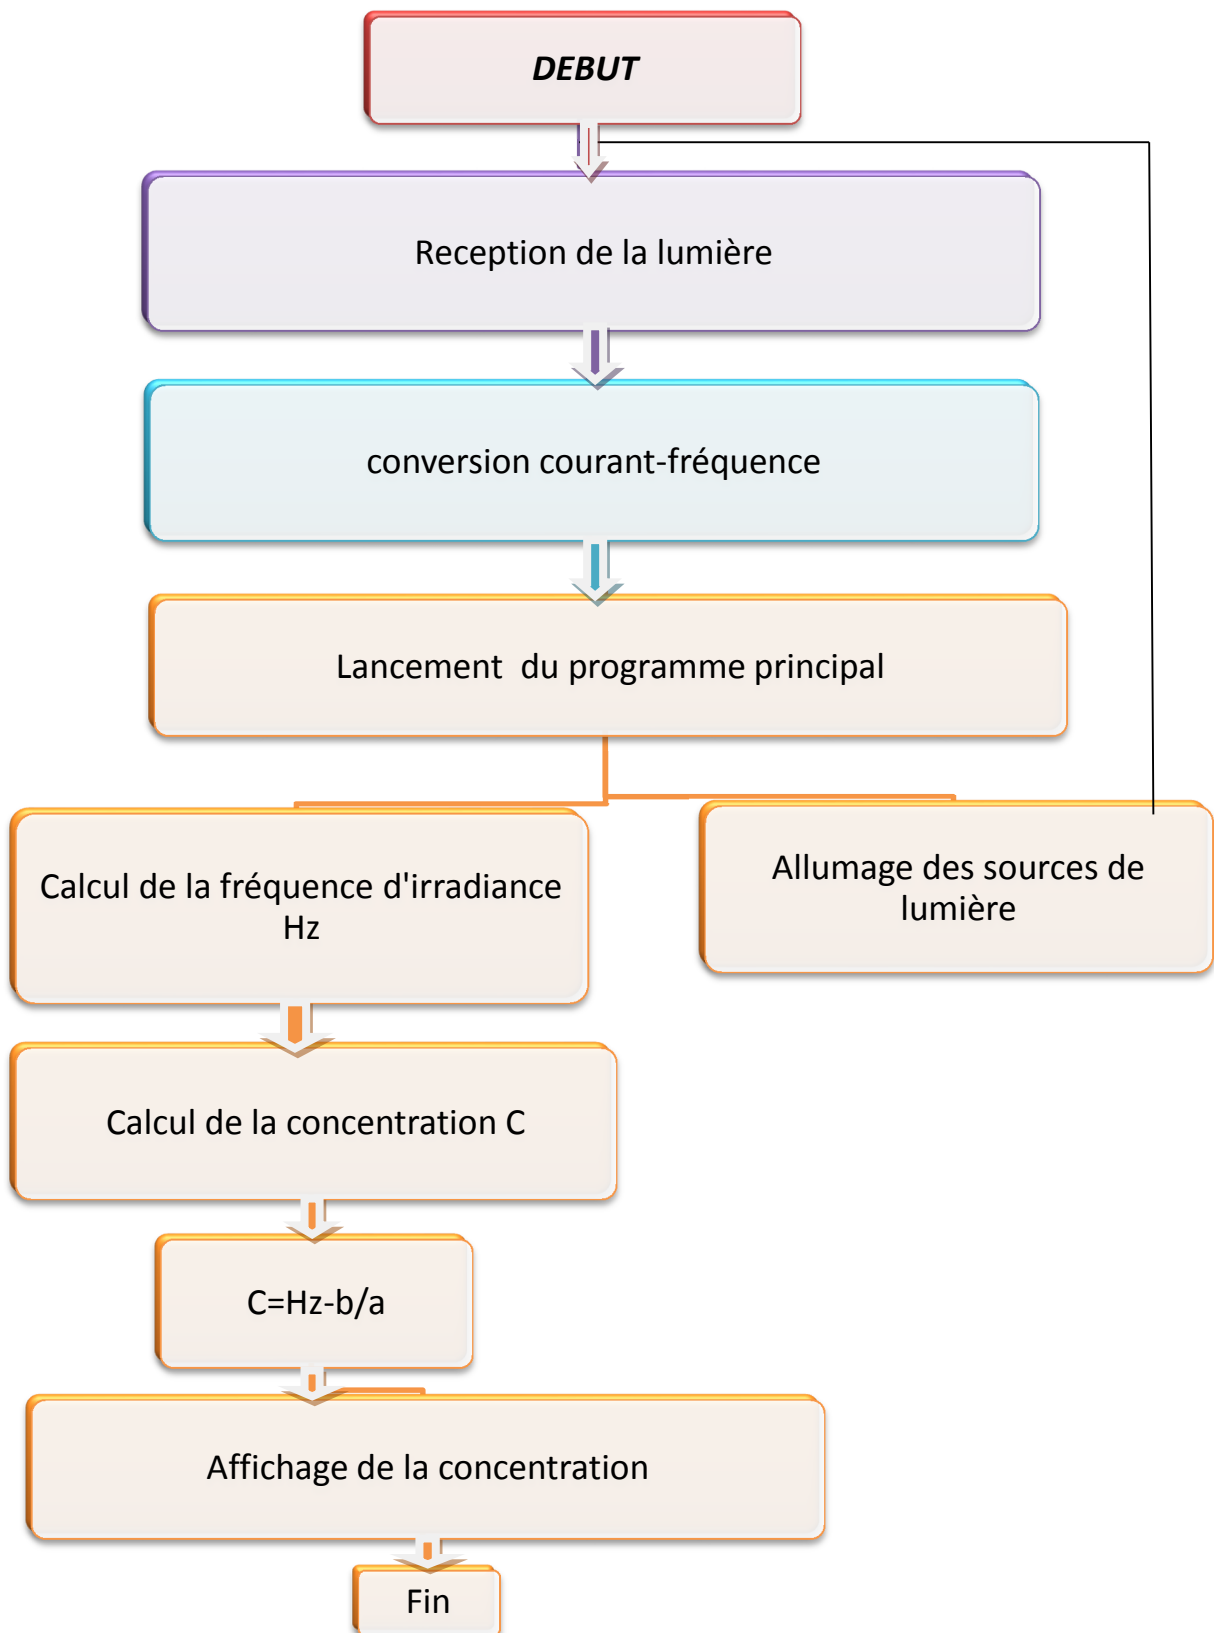 DEBUT
Reception de la lumière
conversion courant-fréquence
Lancement  du programme principal
Calcul de la fréquence d'irradiance
Hz
Allumage des sources de
lumière
Calcul de la concentration C
C=Hz-b/a
Affichage de la concentration
Fin